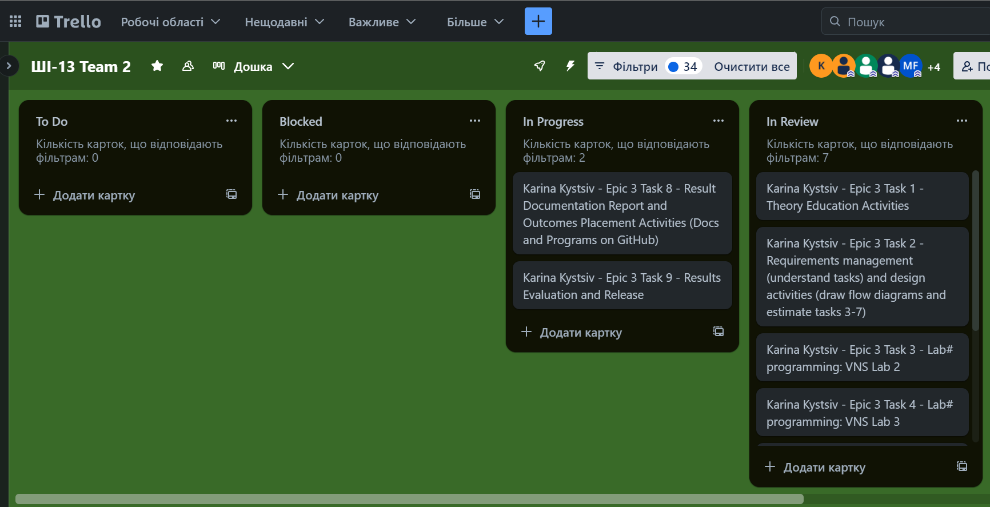 Trello
Робочі області
Нещодавні
Важливе
Більше
Пошук
ШІ-13 Team 2
Дошка
Фільтри
34
Очистити все
K
MF
+4
To Do
Кількість карток, що відповідають
фільтрам: 0
Додати картку
Blocked
Кількість карток, що відповідають
фільтрам: 0
Додати картку
In Progress
Кількість карток, що відповідають
фільтрам: 2
Karina Kystsiv - Epic 3 Task 8 - Result
Documentation Report and
Outcomes Placement Activities (Docs
and Programs on GitHub)
Karina Kystsiv - Epic 3 Task 9 - Results
Evaluation and Release
Додати картку
In Review
Кількість карток, що відповідають
фільтрам: 7
Karina Kystsiv - Epic 3 Task 1 -
Theory Education Activities
Karina Kystsiv - Epic 3 Task 2 -
Requirements management
(understand tasks) and design
activities (draw flow diagrams and
estimate tasks 3-7)
Karina Kystsiv - Epic 3 Task 3 - Lab#
programming: VNS Lab 2
Karina Kystsiv - Epic 3 Task 4 - Lab#
programming: VNS Lab 3
Додати картку